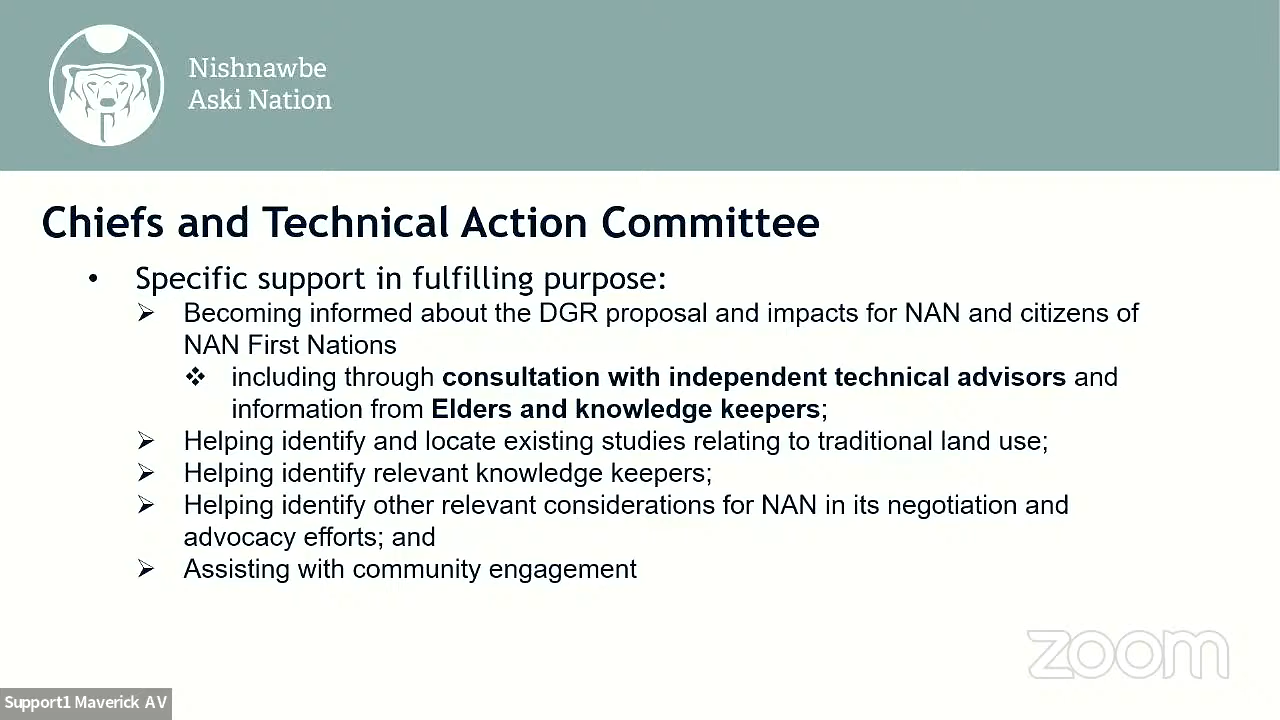 Nishnawbe
Aski Nation
Chiefs and Technical Action Committee
• Specific support in fulfilling purpose:
➢ Becoming informed about the DGR proposal and impacts for NAN and citizens of
NAN First Nations
❖ including through consultation with independent technical advisors and
information from Elders and knowledge keepers;
➢ Helping identify and locate existing studies relating to traditional land use;
➢ Helping identify relevant knowledge keepers;
➢ Helping identify other relevant considerations for NAN in its negotiation and
advocacy efforts; and
➢ Assisting with community engagement
zoom
Support1 Maverick AV